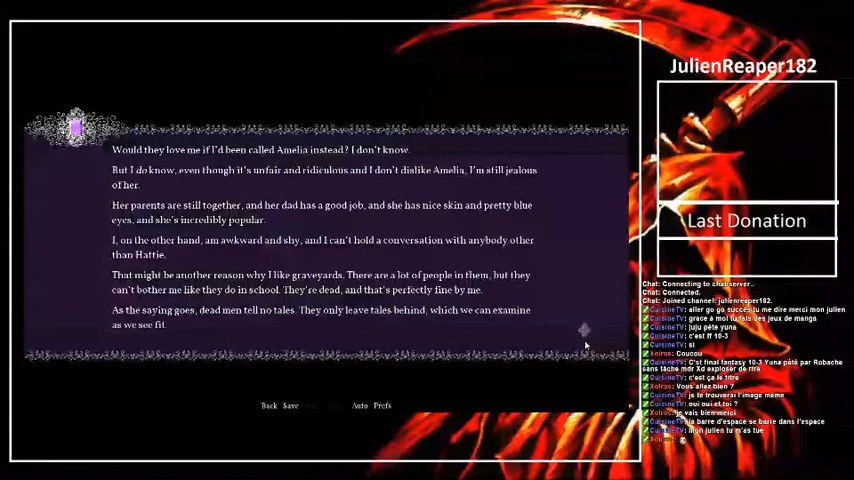 JulienReaper182
Would they love me if I'd been called Amelia instead? I don't know.
But I do know, even though it's unfair and ridiculous and I don't dislike Amelia, I'm still jealous
of her.
Her parents are still together, and her dad has a good job, and she has nice skin and pretty blue
eyes, and she's incredibly popular.
I, on the other hand, am awkward and shy, and I can't hold a conversation with anybody other
than Hattie.
That might be another reason why I like graveyards. There are a lot of people in them, but they
can't bother me like they do in school. They're dead, and that's perfectly fine by me.
As the saying goes, dead men tell no tales. They only leave tales behind, which we can examine
as we see fit.
Back Save Auto Prefs
Last Donation
Chat: Connecting to chat server..
Chat: Connected.
Chat: Joined channel: julienreaper182.
CuisineTV: aller go go succès tu me dire merci mon julien
CuisineTV: grace à moi tu fais des jeux de manga
CuisineTV: juju pète yuna
CuisineTV: c'est ff 10-3
CuisineTV: si
Xolros: Coucou
CuisineTV: C'est final fantasy 10-3 Yuna pété par Robache
sans tâche mdr Xd exploser de rire
CuisineTV: c'est ça le titre
Xolros: Vous allez bien ?
CuisineTV: je te trouverai l'image même
CuisineTV: oui oui et toi ?
Xolros: je vais bien merci
CuisineTV: la barre d'espace se barre dans l'espace
CuisineTV: mon julien tu m'as tué